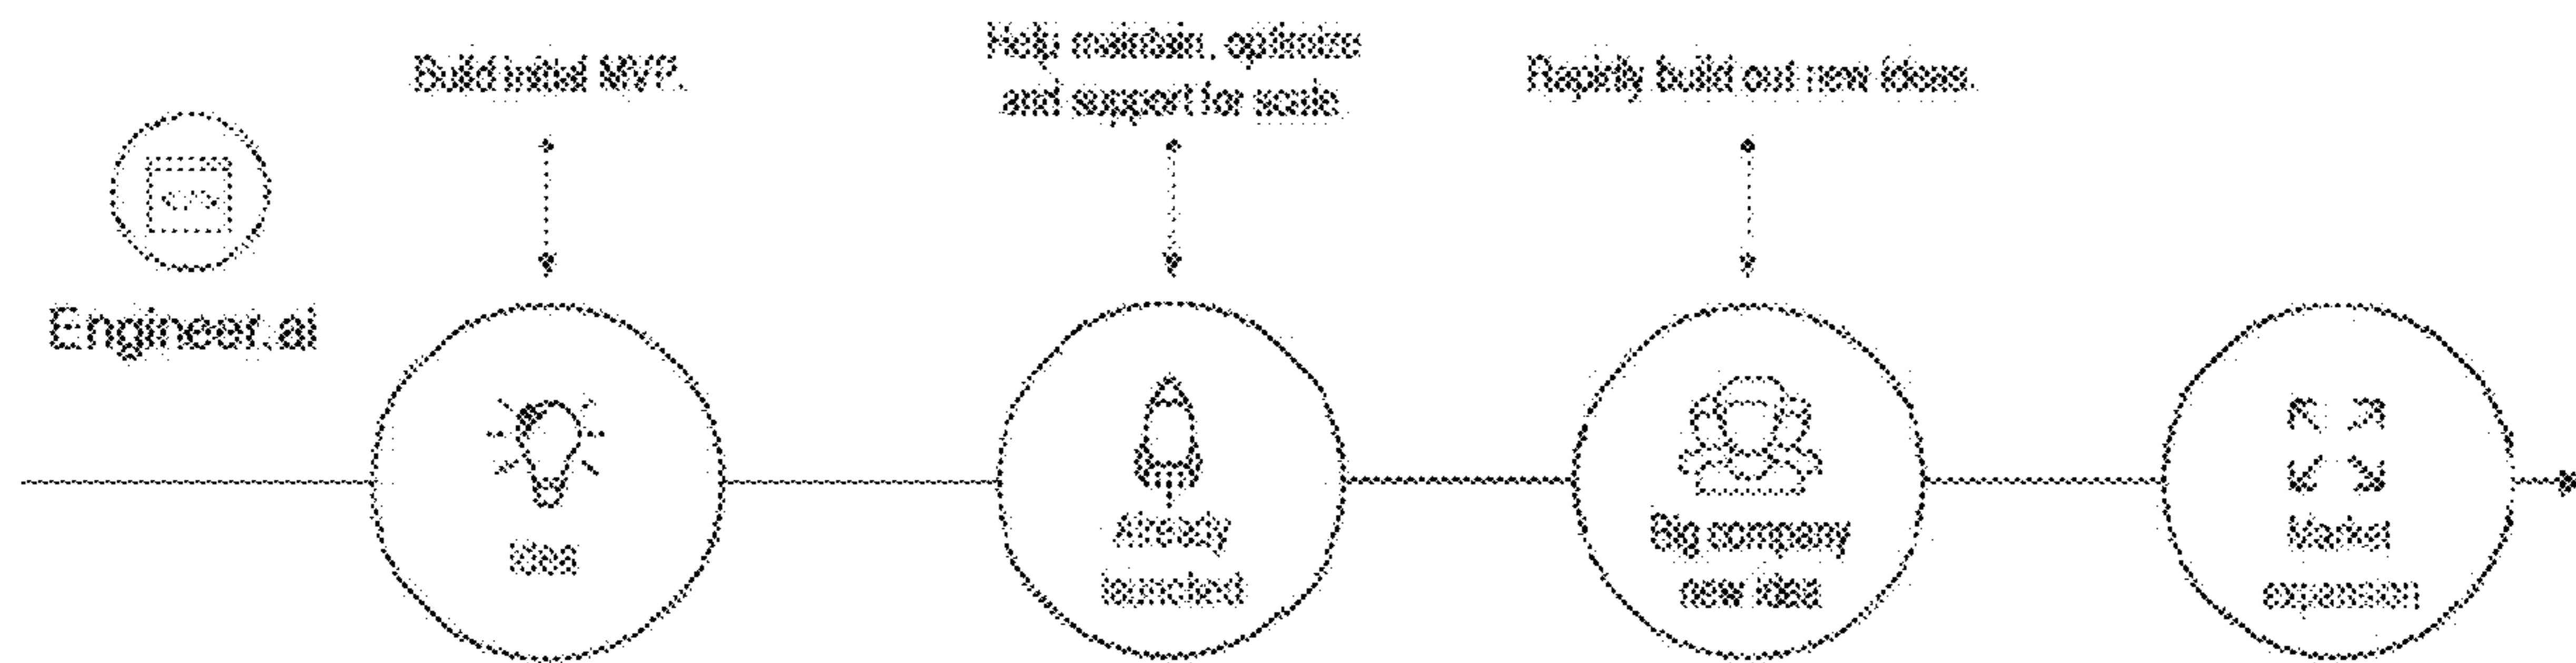 Build initial MVP.
Help maintain, optimize
and support for scale
Rapidly build out new ideas.
</>
Engineer.ai
Idea
Already
launched
Big company
new idea
Market
expansion